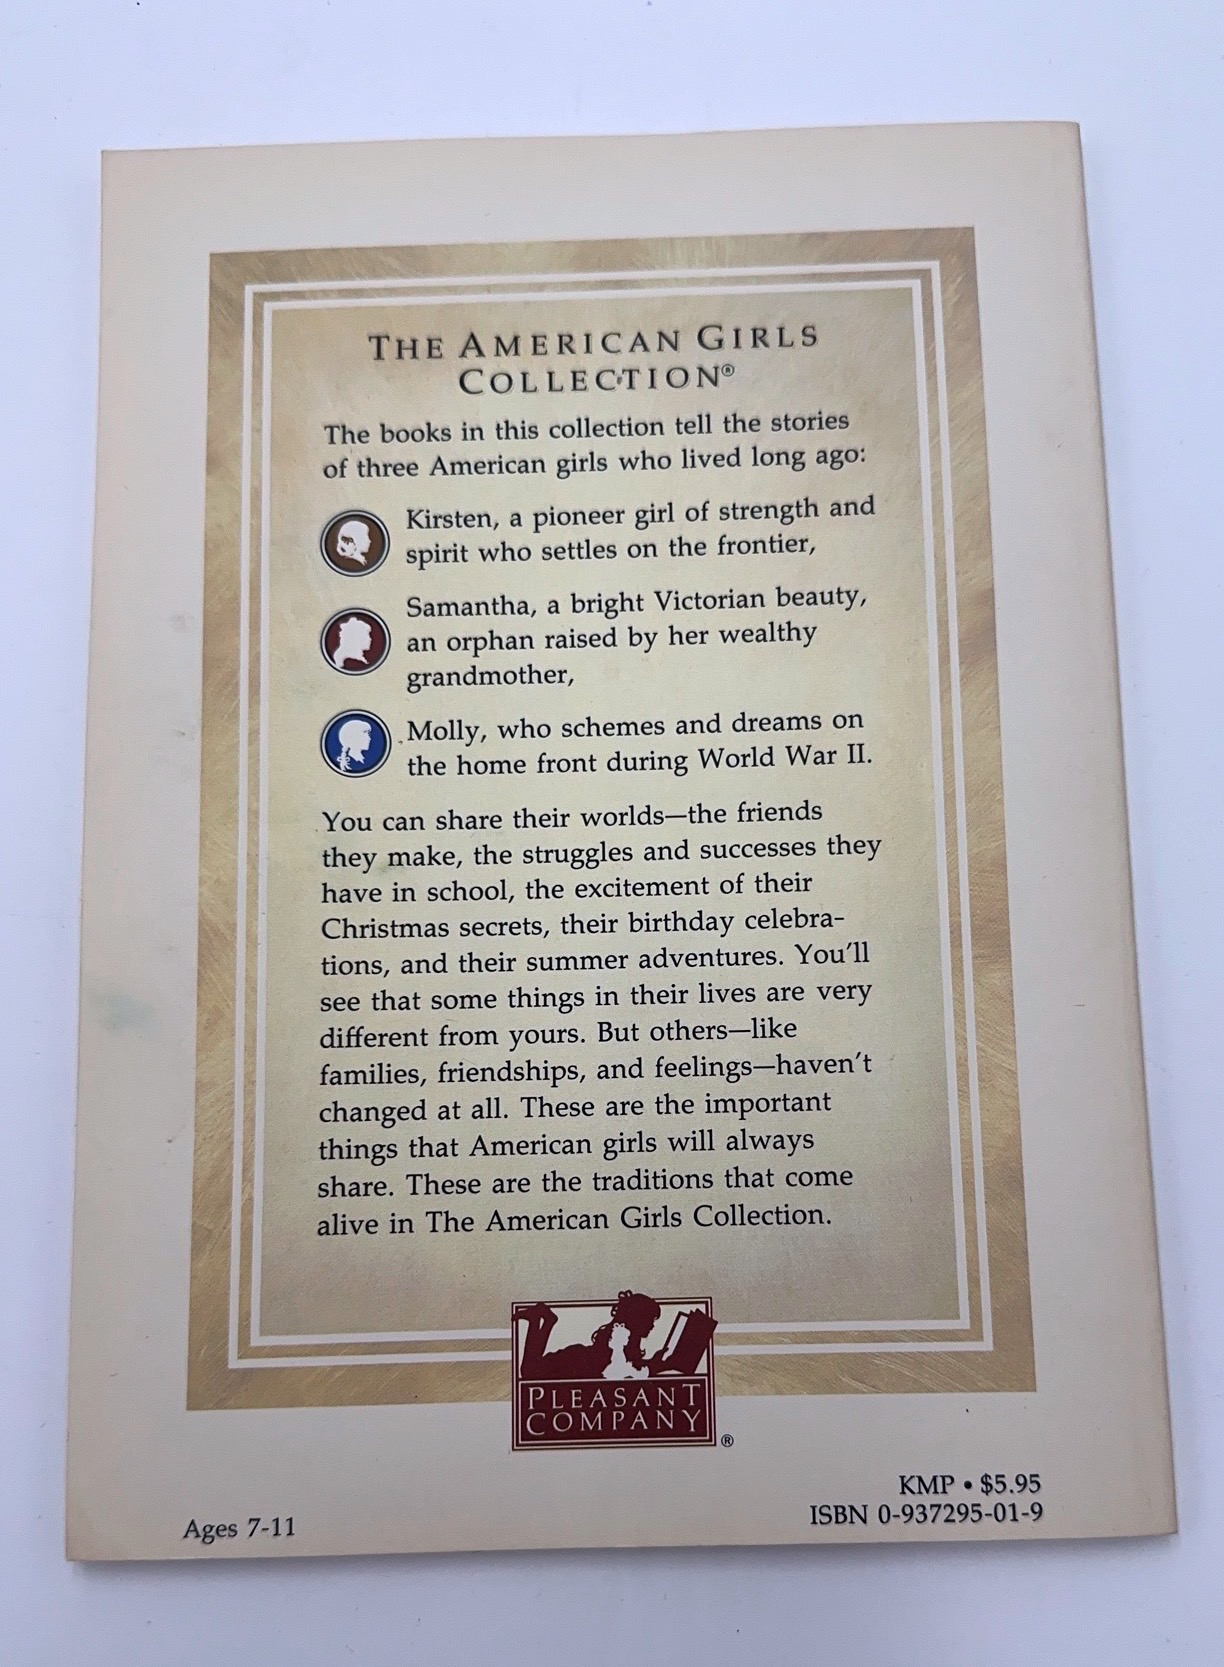 THE AMERICAN GIRLS
COLLECTION®
The books in this collection tell the stories
of three American girls who lived long ago:
Kirsten, a pioneer girl of strength and
spirit who settles on the frontier,
Samantha, a bright Victorian beauty,
an orphan raised by her wealthy
grandmother,
Molly, who schemes and dreams on
the home front during World War II.
You can share their worlds—the friends
they make, the struggles and successes they
have in school, the excitement of their
Christmas secrets, their birthday celebra-
tions, and their summer adventures. You'll
see that some things in their lives are very
different from yours. But others—like
families, friendships, and feelings—haven't
changed at all. These are the important
things that American girls will always
share. These are the traditions that come
alive in The American Girls Collection.
PLEASANT
COMPANY
®
KMP • $5.95
ISBN 0-937295-01-9
Ages 7-11